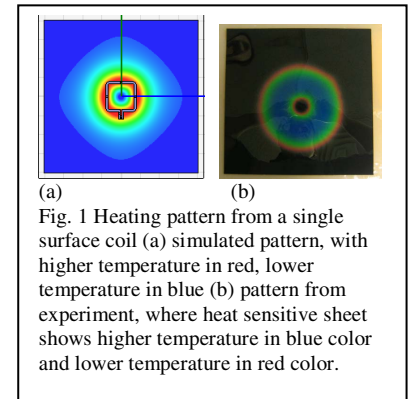 (a) (b)
Fig. 1 Heating pattern from a single
surface coil (a) simulated pattern, with
higher temperature in red, lower
temperature in blue (b) pattern from
experiment, where heat sensitive sheet
shows higher temperature in blue color
and lower temperature in red color.